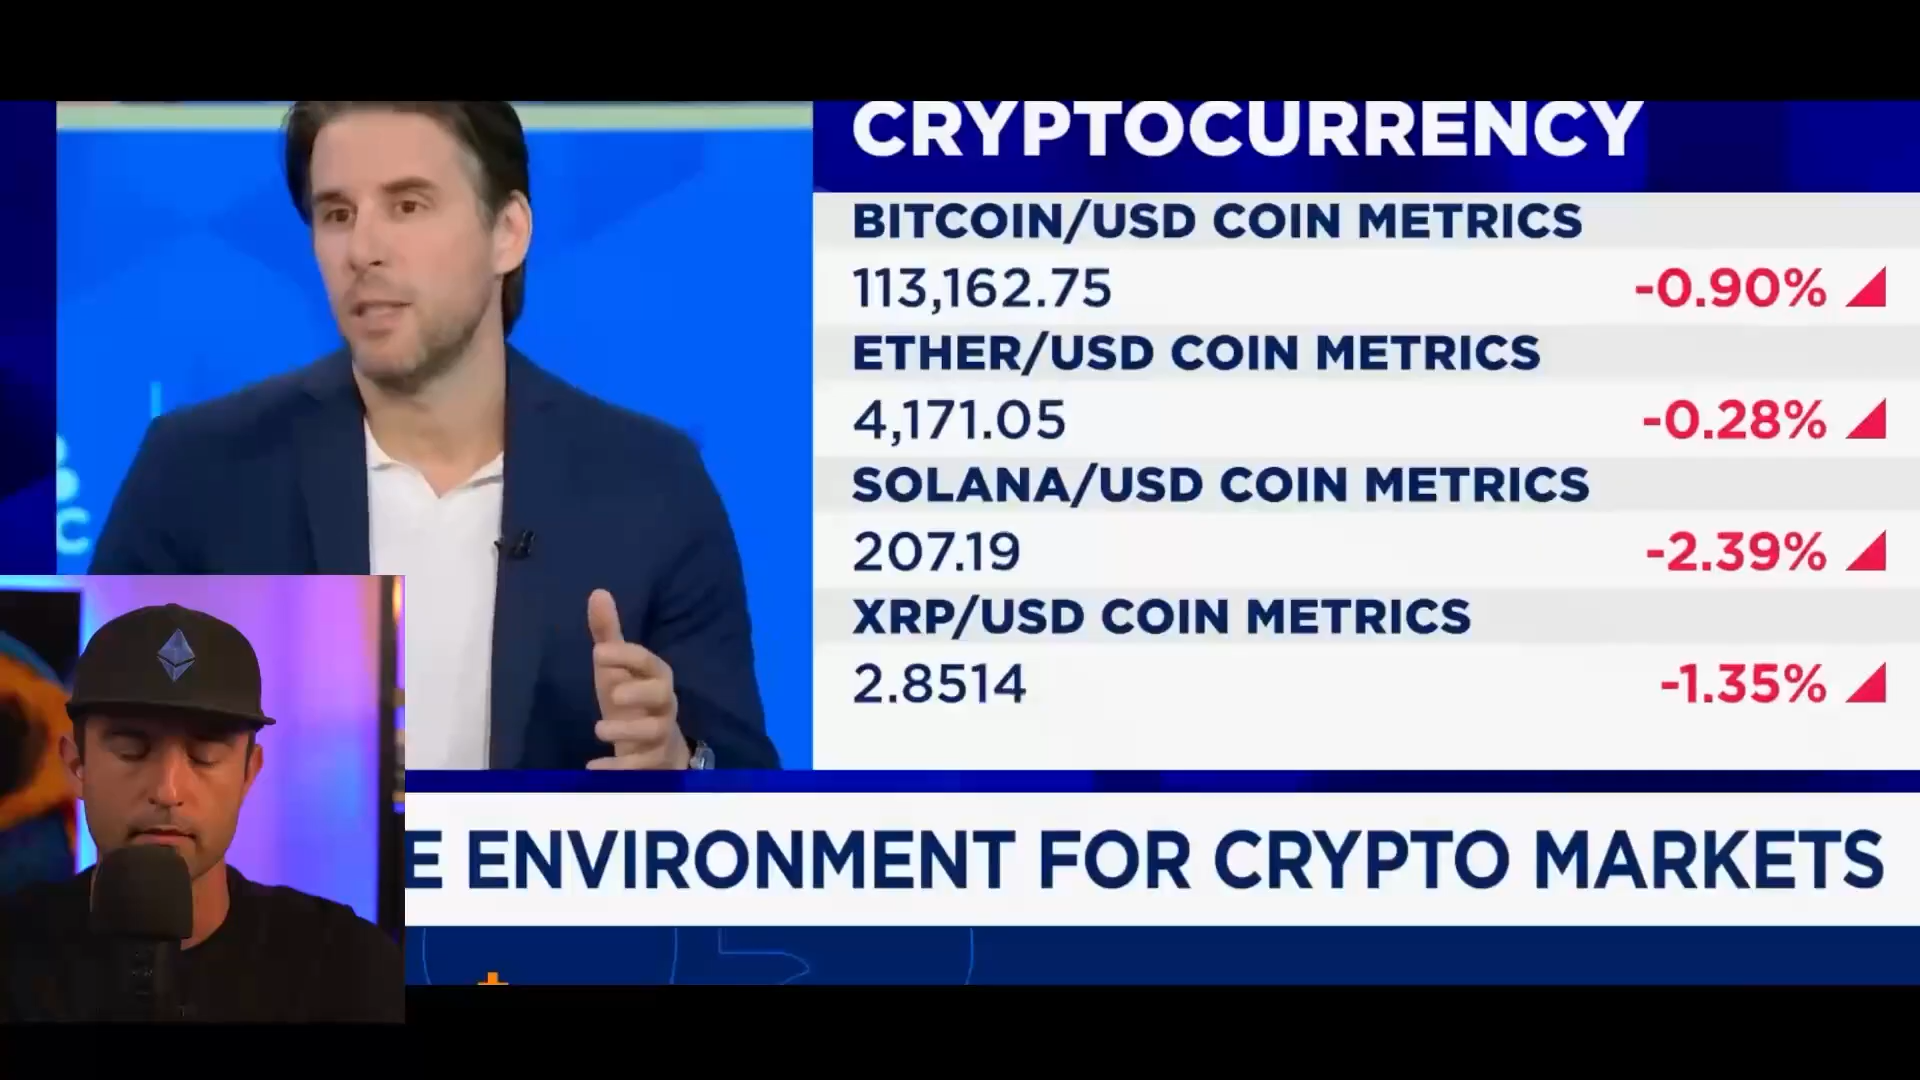 CRYPTOCURRENCY
BITCOIN/USD COIN METRICS
113,162.75 -0.90%
ETHER/USD COIN METRICS
4,171.05 -0.28%
SOLANA/USD COIN METRICS
207.19 -2.39%
XRP/USD COIN METRICS
2.8514 -1.35%
E ENVIRONMENT FOR CRYPTO MARKETS